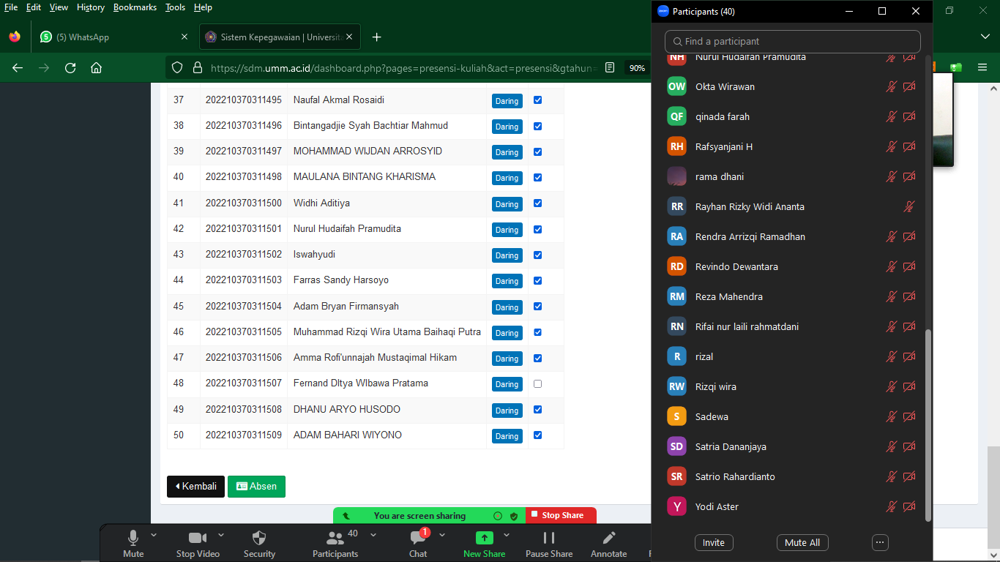 File Edit View History Bookmarks Tools Help
(5) WhatsApp
Sistem Kepegawaian | Universit
https://sdm.umm.ac.id/dashboard.php?pages=presensi-kuliah&act=presensi&gtahun= 90%
37 202210370311495 Naufal Akmal Rosaidi Daring
38 202210370311496 Bintangadjie Syah Bachtiar Mahmud Daring
39 202210370311497 MOHAMMAD WIJDAN ARROSYID Daring
40 202210370311498 MAULANA BINTANG KHARISMA Daring
41 202210370311500 Widhi Aditiya Daring
42 202210370311501 Nurul Hudaifah Pramudita Daring
43 202210370311502 Iswahyudi Daring
44 202210370311503 Farras Sandy Harsoyo Daring
45 202210370311504 Adam Bryan Firmansyah Daring
46 202210370311505 Muhammad Rizqi Wira Utama Baihaqi Putra Daring
47 202210370311506 Amma Rofi'unnajah Mustaqimal Hikam Daring
48 202210370311507 Fernand DItya WIbawa Pratama Daring
49 202210370311508 DHANU ARYO HUSODO Daring
50 202210370311509 ADAM BAHARI WIYONO Daring
Kembali Absen
You are screen sharing Stop Share
Mute Stop Video Security Participants 40 Chat 1 New Share Pause Share Annotate
Participants (40)
Find a participant
NH Nurul Hudaifah Pramudita
OW Okta Wirawan
QF qinada farah
RH Rafsyanjani H
rama dhani
RR Rayhan Rizky Widi Ananta
RA Rendra Arrizqi Ramadhan
RD Revindo Dewantara
RM Reza Mahendra
RN Rifai nur laili rahmatdani
R rizal
RW Rizqi wira
S Sadewa
SD Satria Dananjaya
SR Satrio Rahardianto
Y Yodi Aster
Invite Mute All ...